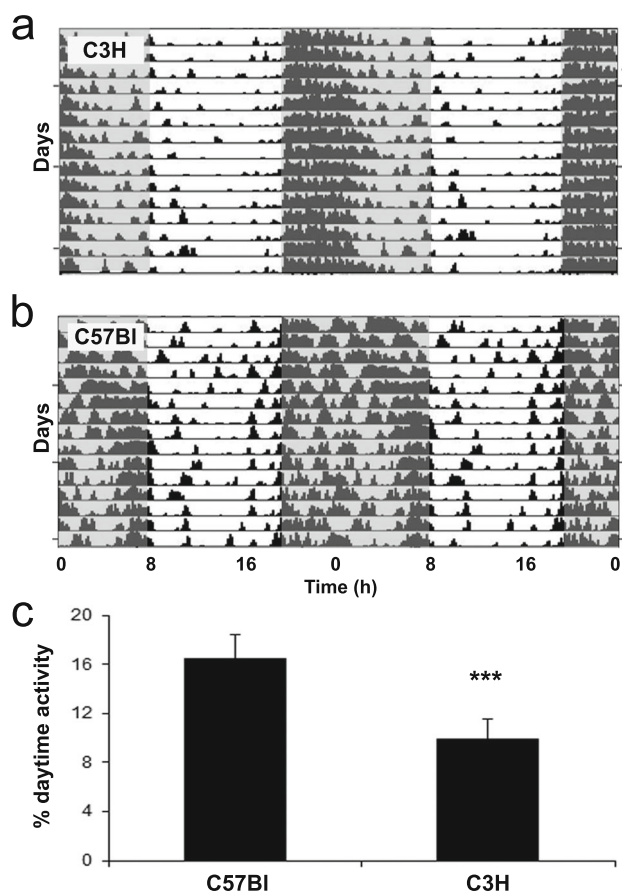 a
C3H
Days
b
C57Bl
Days
0 8 16 0 8 16 0
Time (h)
c
% daytime activity
20
16
12
8
4
0
***
C57Bl C3H